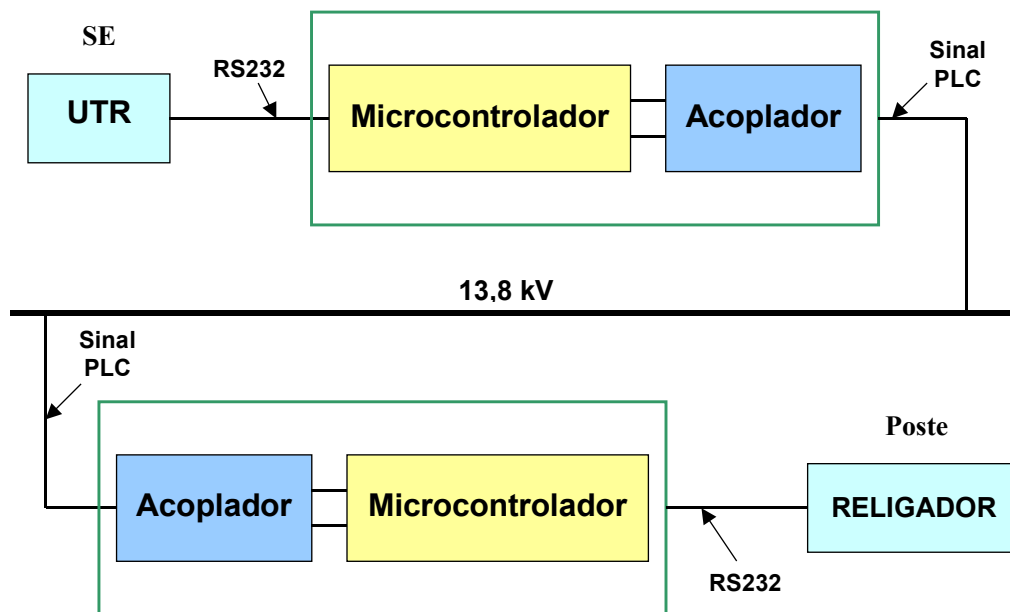 SE
UTR
RS232
Microcontrolador
Acoplador
Sinal
PLC
13,8 kV
Sinal
PLC
Acoplador
Microcontrolador
RS232
Poste
RELIGADOR